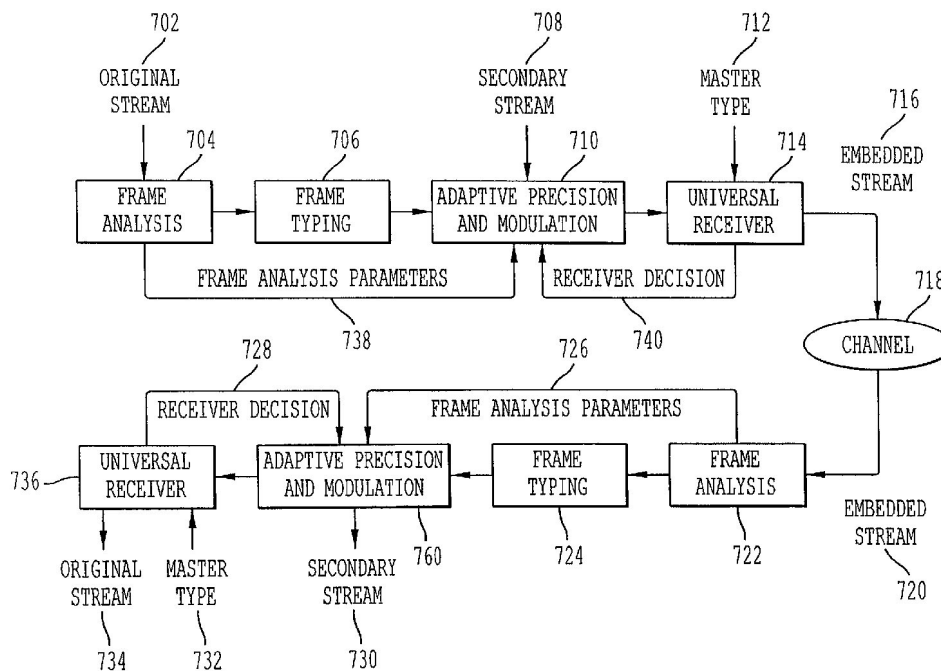 702
708
712
ORIGINAL
STREAM
SECONDARY
STREAM
MASTER
TYPE
716
704
706
710
714
EMBEDDED
STREAM
FRAME
ANALYSIS
FRAME
TYPING
ADAPTIVE PRECISION
AND MODULATION
UNIVERSAL
RECEIVER
FRAME ANALYSIS PARAMETERS
RECEIVER DECISION
738
740
718
CHANNEL
728
726
RECEIVER DECISION
FRAME ANALYSIS PARAMETERS
736
UNIVERSAL
RECEIVER
ADAPTIVE PRECISION
AND MODULATION
FRAME
TYPING
FRAME
ANALYSIS
760
724
722
EMBEDDED
STREAM
720
ORIGINAL
STREAM
MASTER
TYPE
SECONDARY
STREAM
734
732
730